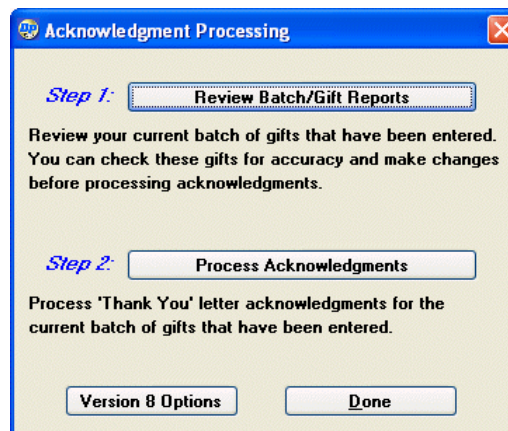 Acknowledgment Processing
Step 1: Review Batch/Gift Reports
Review your current batch of gifts that have been entered.
You can check these gifts for accuracy and make changes
before processing acknowledgments.
Step 2: Process Acknowledgments
Process 'Thank You' letter acknowledgments for the
current batch of gifts that have been entered.
Version 8 Options Done